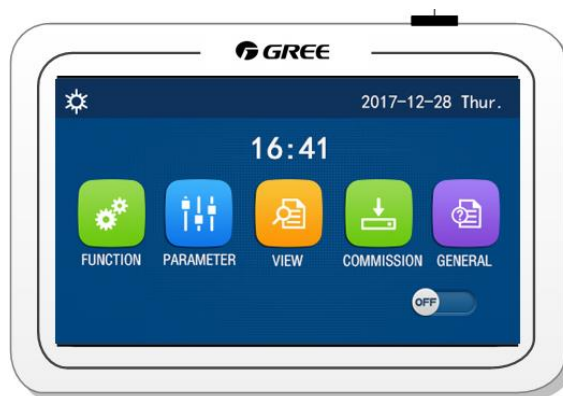 GREE
2017-12-28 Thur.
16:41
FUNCTION PARAMETER VIEW COMMISSION GENERAL
OFF